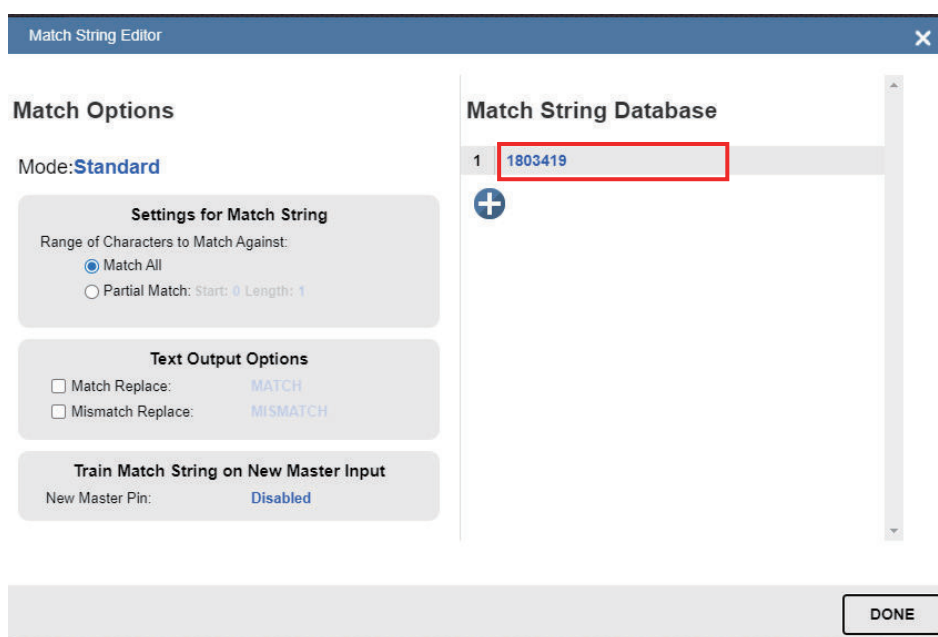 Match String Editor
Match Options
Mode:Standard
Settings for Match String
Range of Characters to Match Against:
Match All
Partial Match: Start: 0 Length: 1
Text Output Options
Match Replace: MATCH
Mismatch Replace: MISMATCH
Train Match String on New Master Input
New Master Pin: Disabled
Match String Database
1 1803419
DONE